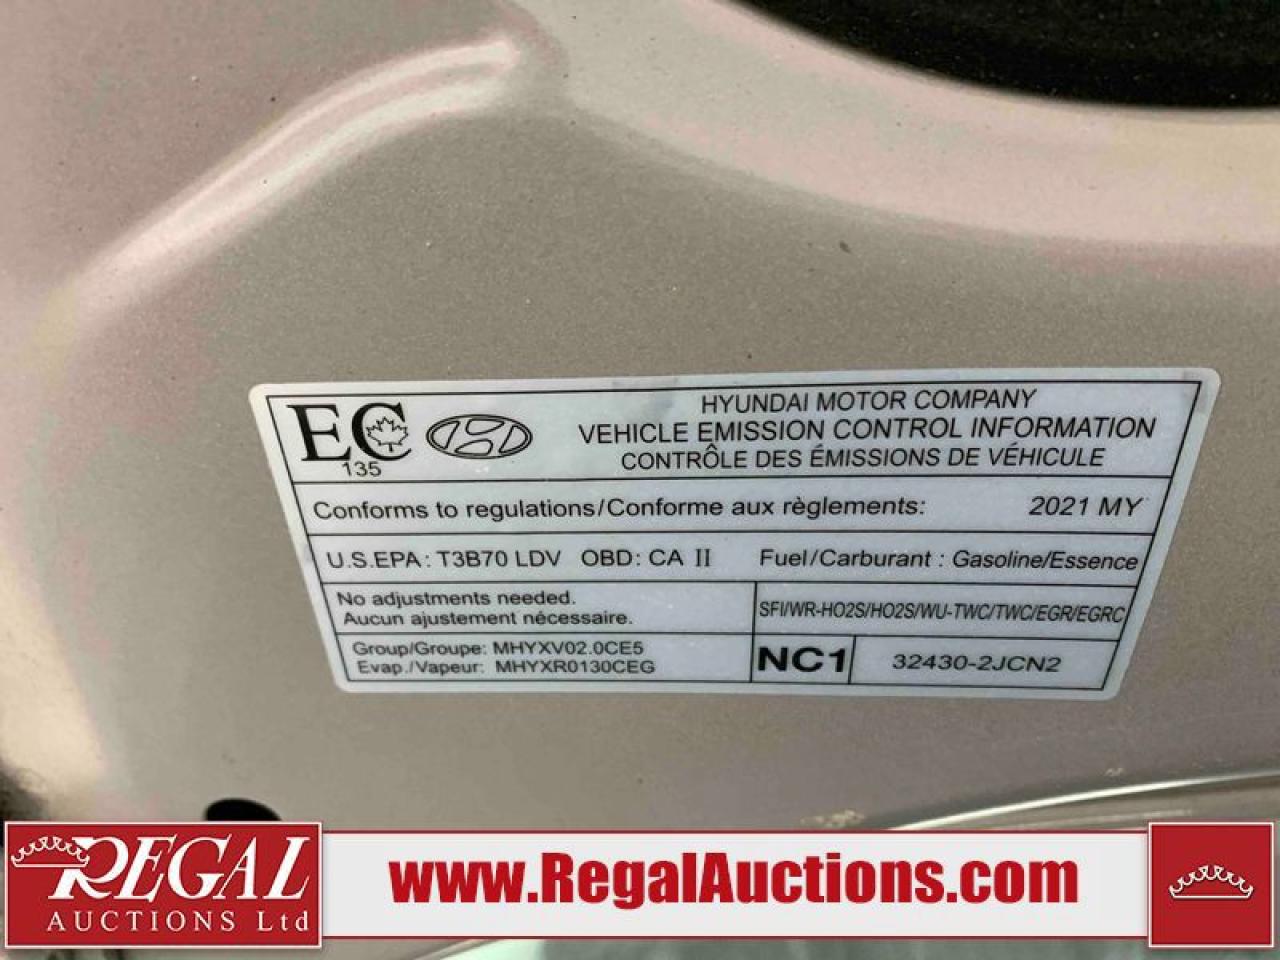 EC
135
HYUNDAI MOTOR COMPANY
VEHICLE EMISSION CONTROL INFORMATION
CONTRÔLE DES ÉMISSIONS DE VÉHICULE
Conforms to regulations/Conforme aux règlements: 2021 MY
U.S.EPA : T3B70 LDV OBD: CA II Fuel/Carburant : Gasoline/Essence
No adjustments needed.
Aucun ajustement nécessaire.
SFI/WR-HO2S/HO2S/WU-TWC/TWC/EGR/EGRC
Group/Groupe: MHYXV02.0CE5
Evap./Vapeur: MHYXR0130CEG
NC1
32430-2JCN2
REGAL
AUCTIONS Ltd
www.RegalAuctions.com